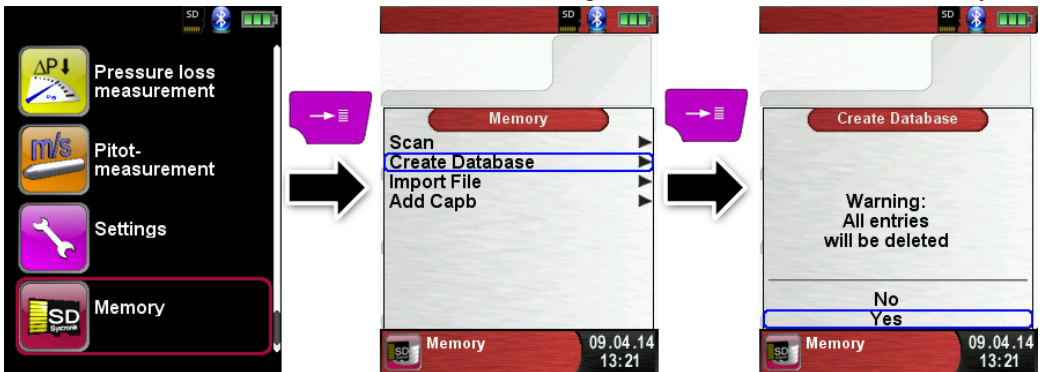 SD
ΔP
Pa
Pressure loss
measurement
m/s
Pitot-
measurement
Settings
SD
Systronik
Memory
SD
Memory
Scan
Create Database
Import File
Add Capb
SD
Memory
09.04.14
13:21
SD
Create Database
Warning:
All entries
will be deleted
No
Yes
SD
Memory
09.04.14
13:21